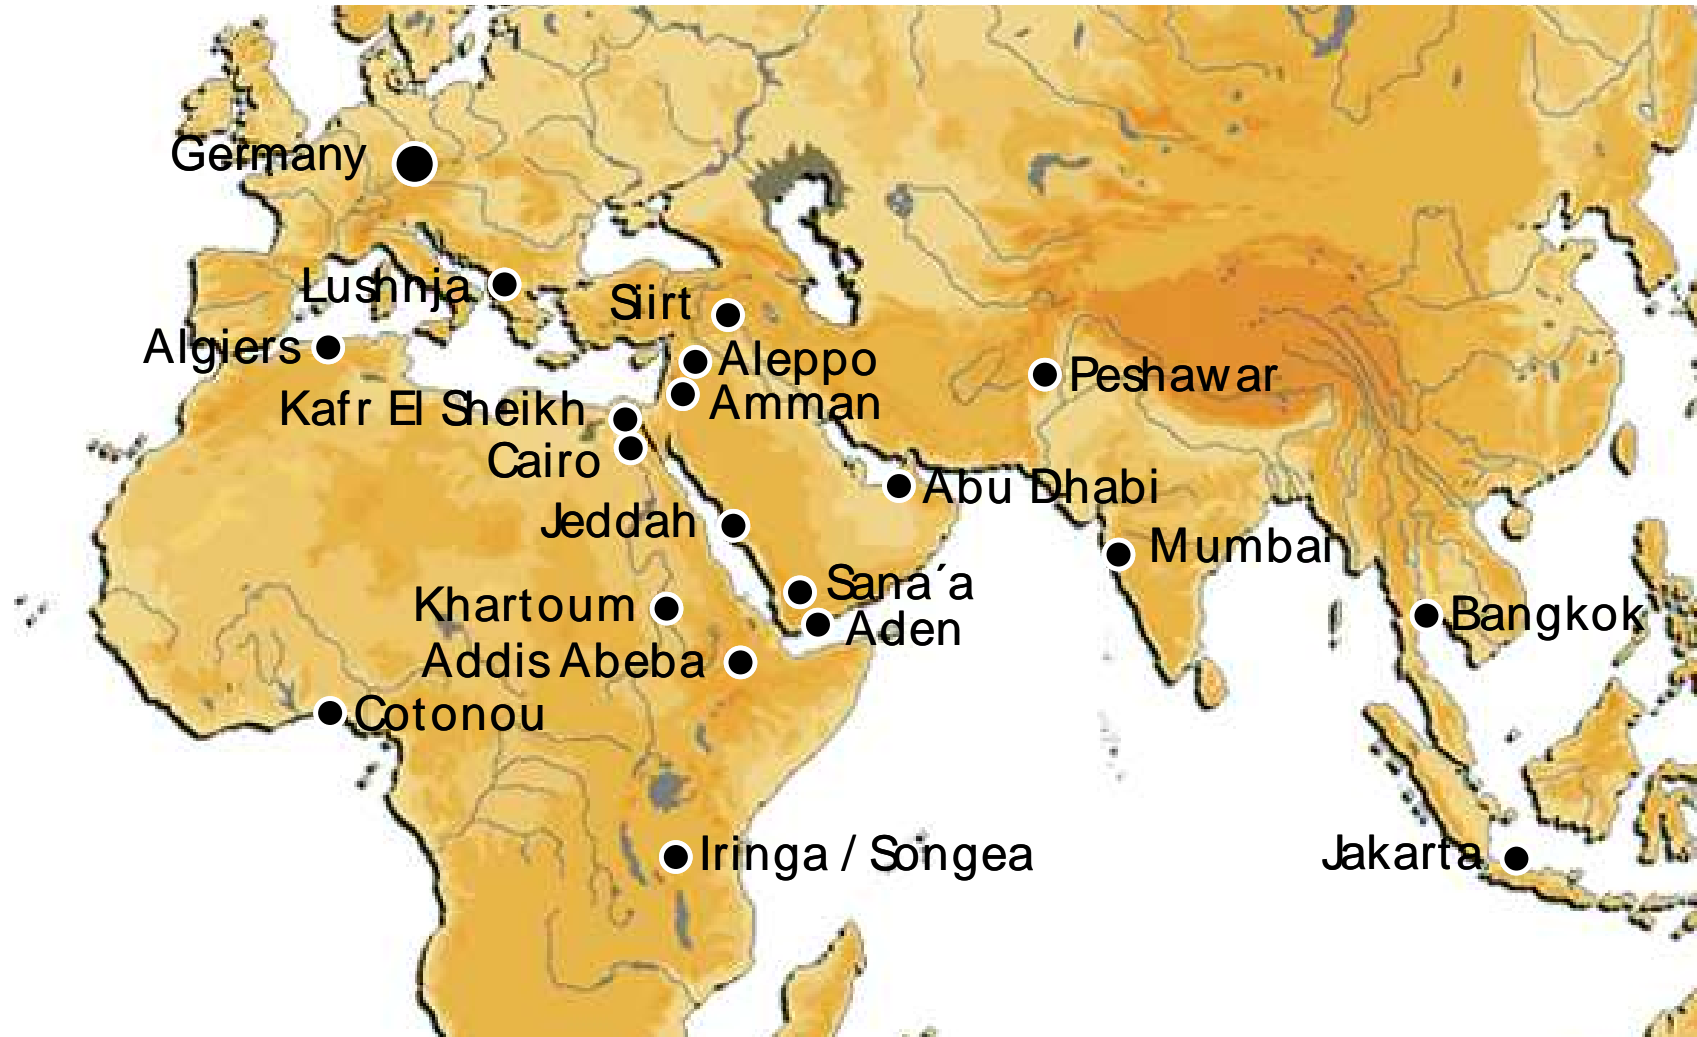 Germany
Lushnja
Siirt
Algiers
Aleppo
Peshawar
Amman
Kafr El Sheikh
Cairo
Abu Dhabi
Jeddah
Mumbai
Sana´a
Khartoum
Bangkok
Aden
Addis Abeba
Cotonou
Iringa / Songea
Jakarta